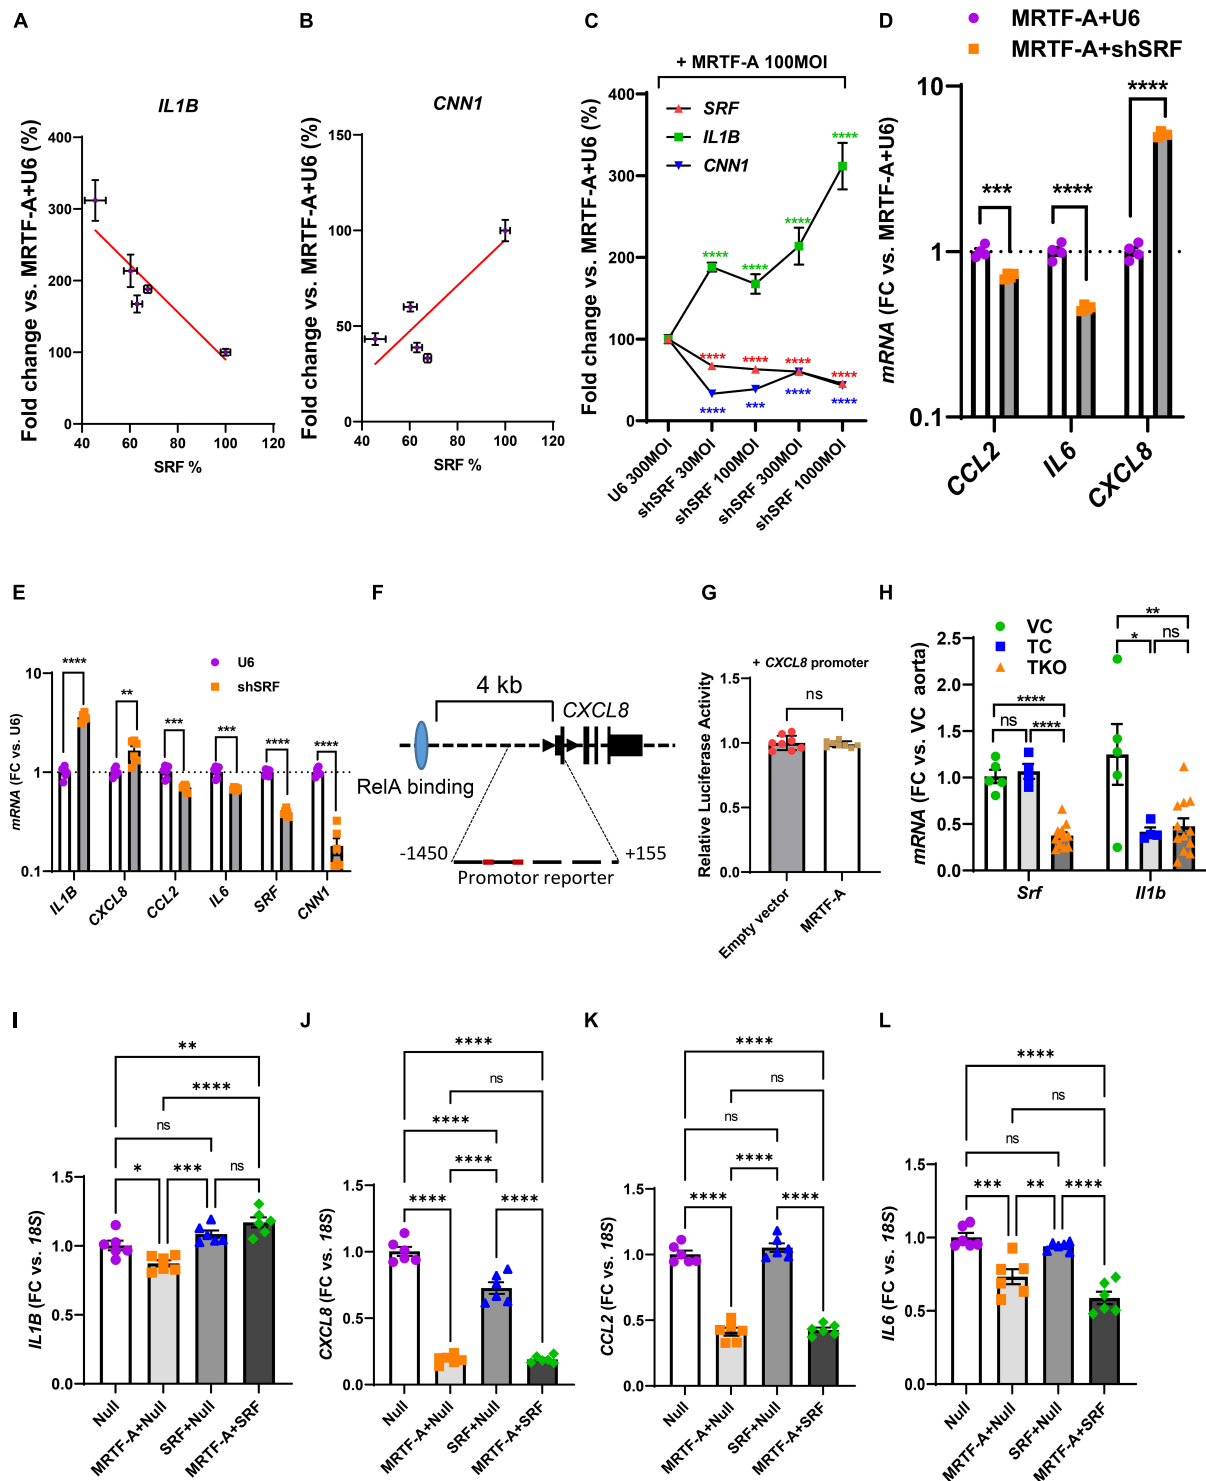 A
IL1B
Fold change vs. MRTF-A+U6 (%)
400
300
200
100
0
40 60 80 100 120
SRF %
B
CNN1
Fold change vs. MRTF-A+U6 (%)
150
100
50
0
40 60 80 100 120
SRF %
C
+ MRTF-A 100MOI
Fold change vs. MRTF-A+U6 (%)
400
300
200
100
0
SRF
IL1B
CNN1
**** **** **** ****
**** **** **** ****
**** *** **** ****
U6 300MOI
shSRF 30MOI
shSRF 100MOI
shSRF 300MOI
shSRF 1000MOI
D
MRTF-A+U6
MRTF-A+shSRF
mRNA (FC vs. MRTF-A+U6)
10
1
0.1
*** **** ****
CCL2 IL6 CXCL8
E
U6
shSRF
mRNA (FC vs. U6)
10
1
0.1
**** ** *** *** **** ****
IL1B CXCL8 CCL2 IL6 SRF CNN1
F
4 kb
CXCL8
RelA binding
-1450 +155
Promotor reporter
G
+ CXCL8 promoter
Relative Luciferase Activity
1.5
1.0
0.5
0.0
ns
Empty vector
MRTF-A
H
VC
TC
TKO
mRNA (FC vs. VC aorta)
2.5
2.0
1.5
1.0
0.5
0.0
****
ns ****
**
* ns
Srf Il1b
I
**
****
ns
* *** ns
IL1B (FC vs. 18S)
1.5
1.0
0.5
0.0
Null
MRTF-A+Null
SRF+Null
MRTF-A+SRF
J
****
ns
****
****
**** ****
CXCL8 (FC vs. 18S)
1.5
1.0
0.5
0.0
Null
MRTF-A+Null
SRF+Null
MRTF-A+SRF
K
****
ns
ns
****
**** ****
CCL2 (FC vs. 18S)
1.5
1.0
0.5
0.0
Null
MRTF-A+Null
SRF+Null
MRTF-A+SRF
L
****
ns
ns
*** ** ****
IL6 (FC vs. 18S)
1.5
1.0
0.5
0.0
Null
MRTF-A+Null
SRF+Null
MRTF-A+SRF